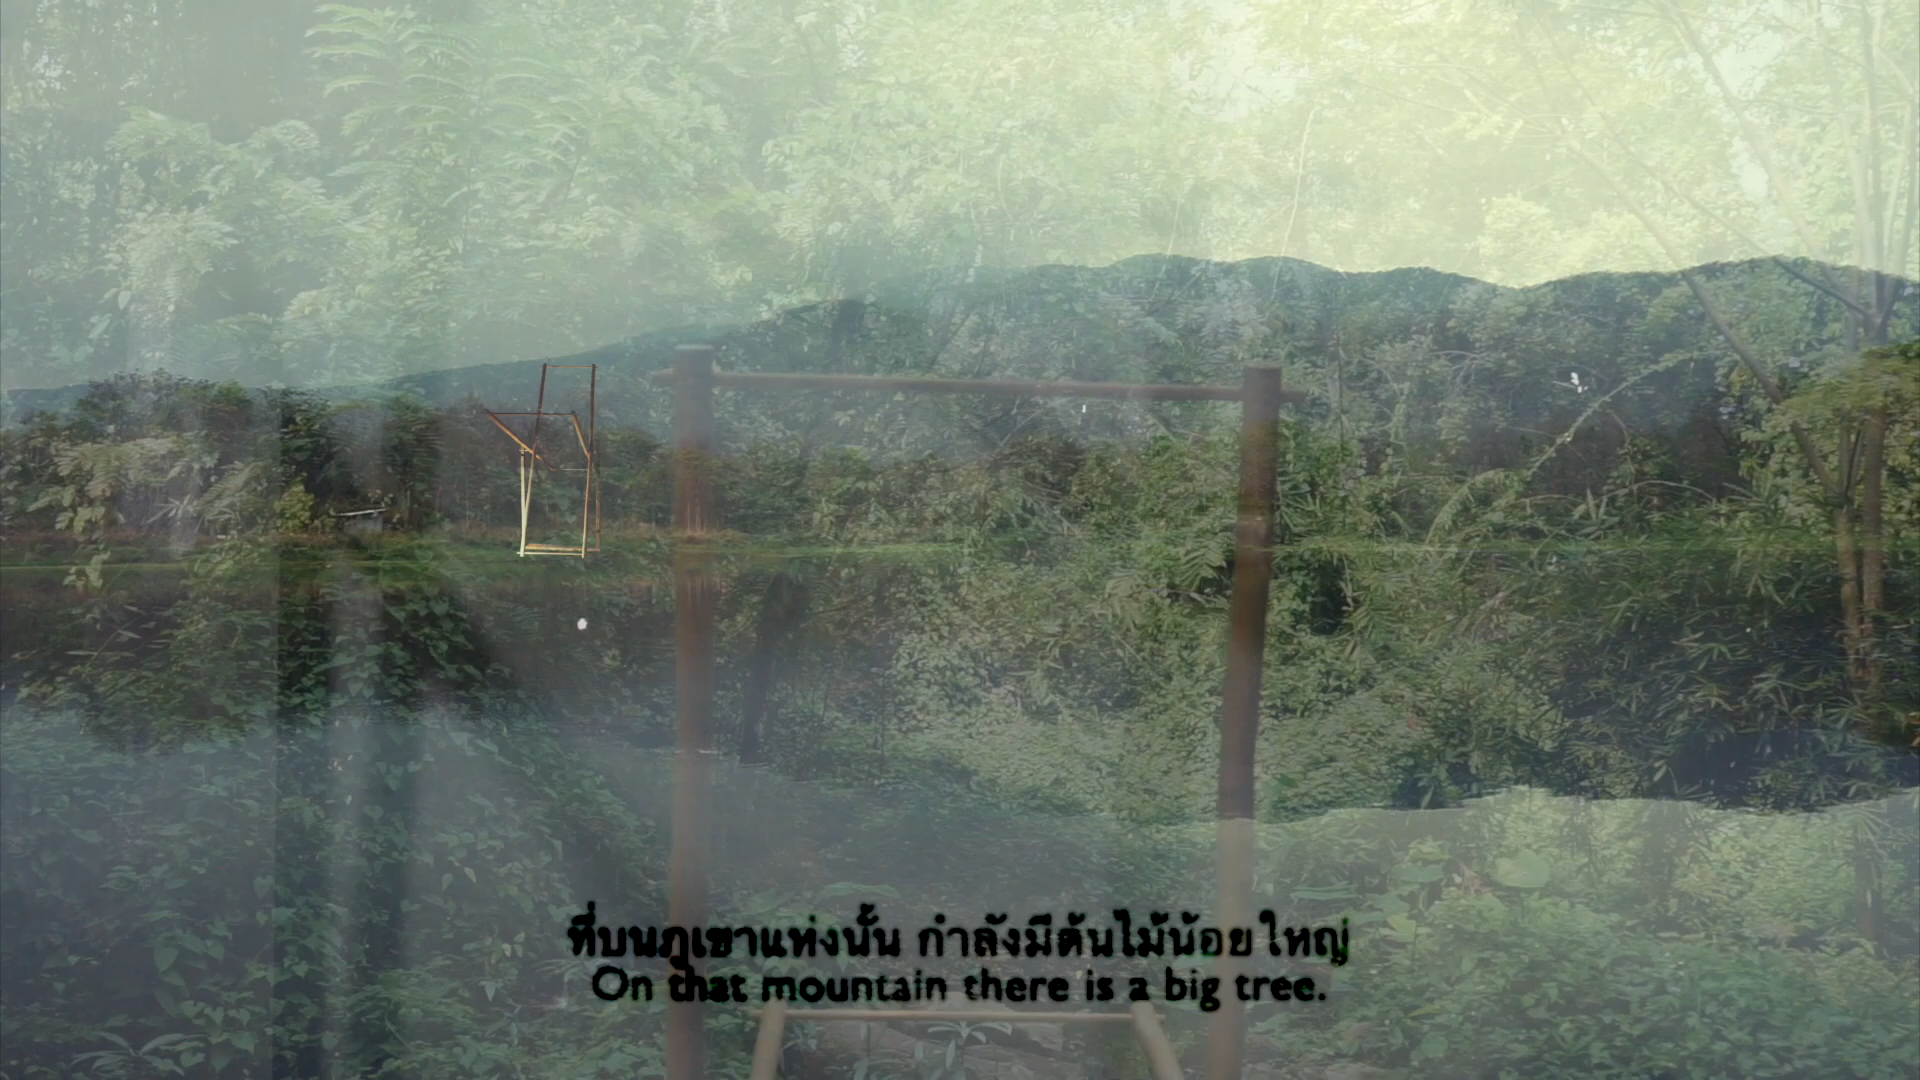 ที่บนภูเขาแห่งนั้น กำลังมีต้นไม้น้อยใหญ่
On that mountain there is a big tree.